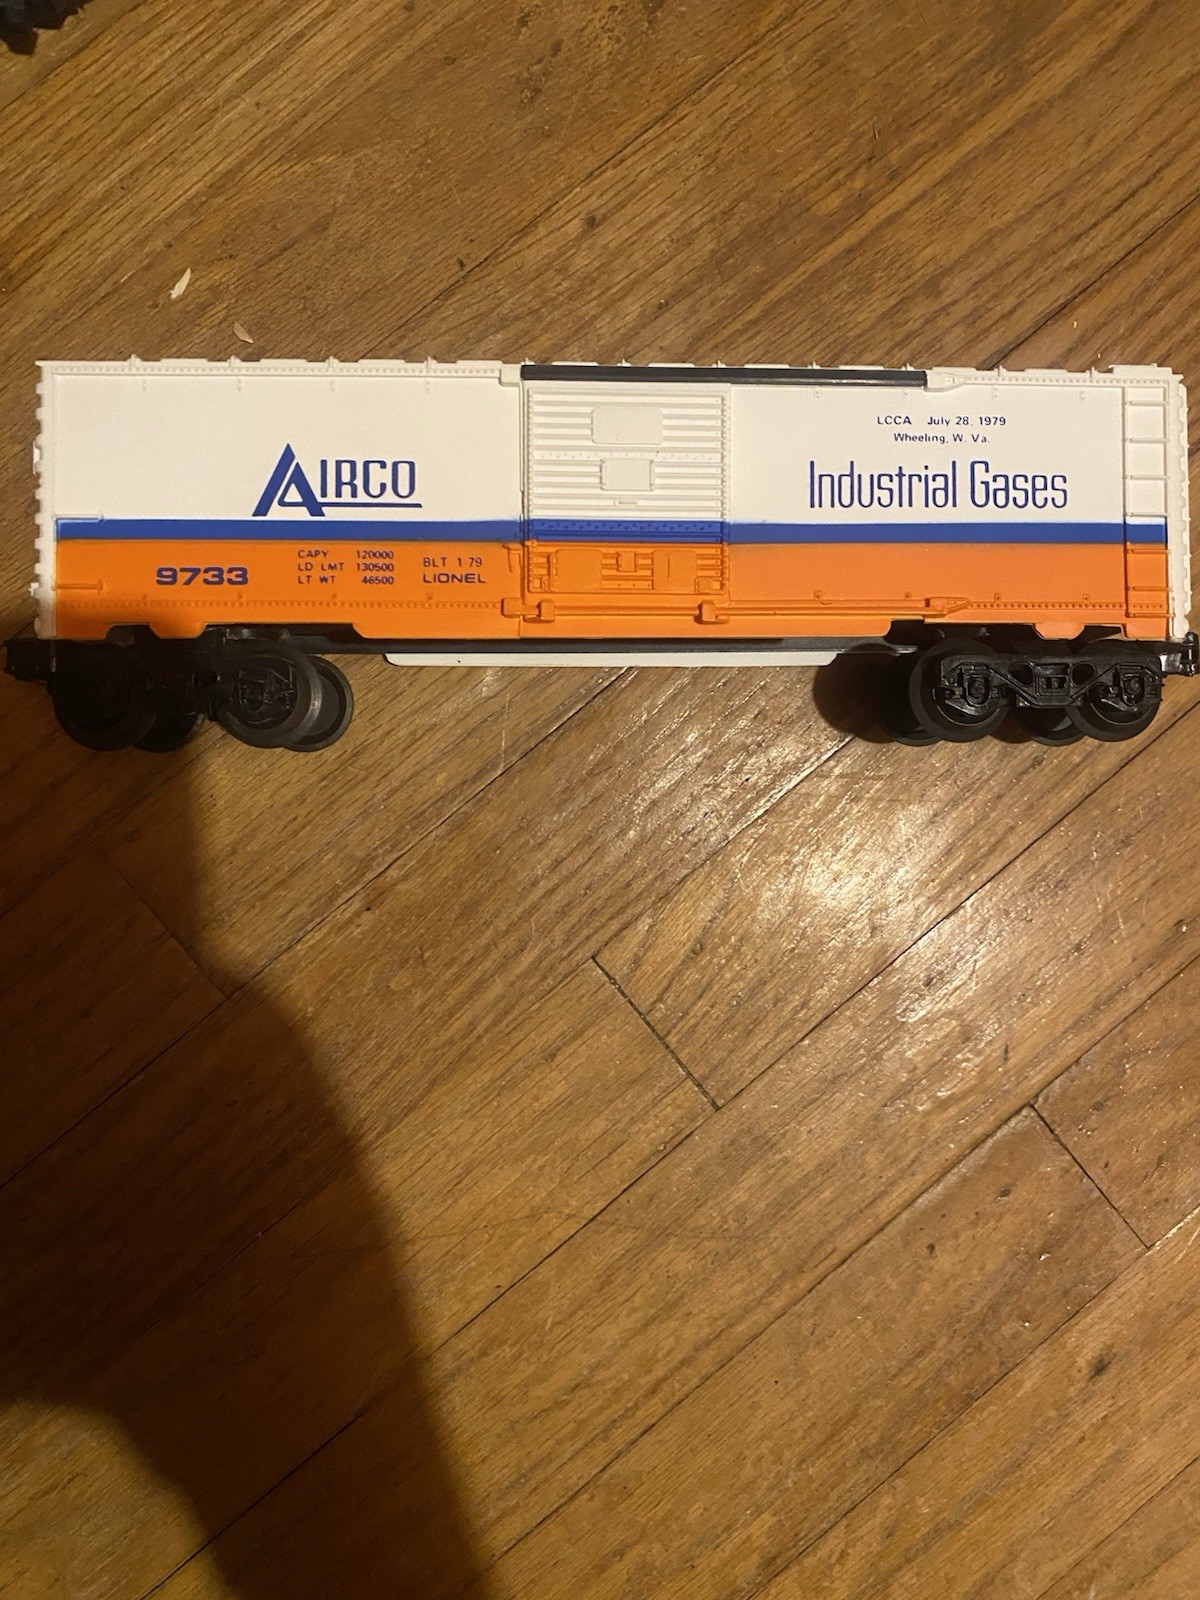 AIRCO
9733
CAPY 120000
LD LMT 130500
LT WT 46500
BLT 1-79
LIONEL
LCCA July 28, 1979
Wheeling, W. Va.
Industrial Gases